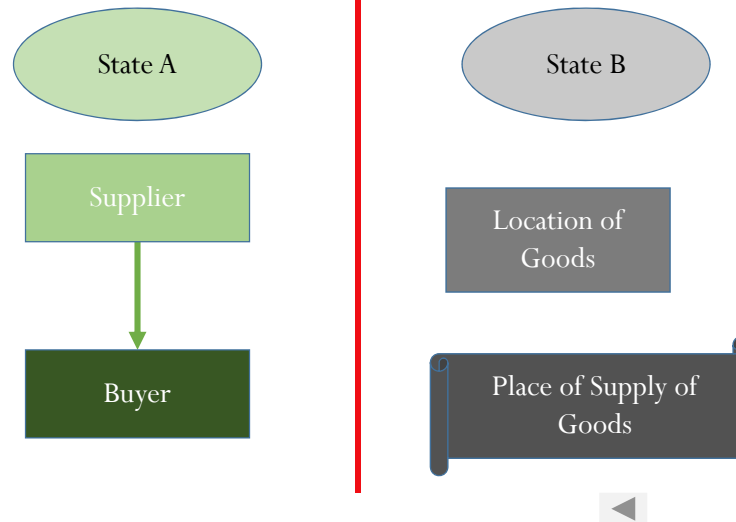 State A
State B
Supplier
Location of
Goods
Buyer
Place of Supply of
Goods